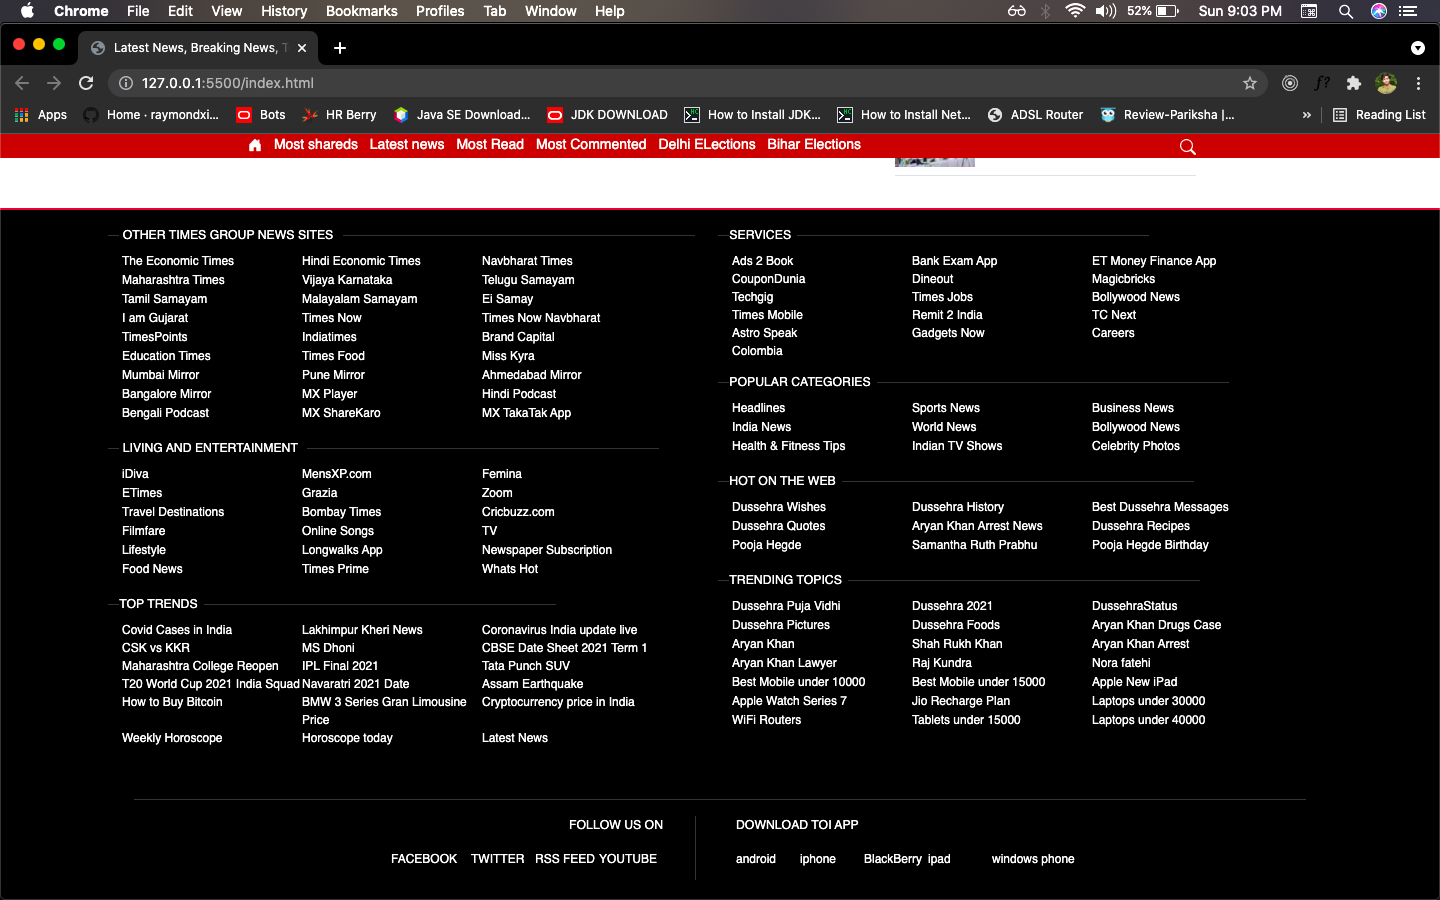 Chrome File Edit View History Bookmarks Profiles Tab Window Help 52% Sun 9:03 PM
Latest News, Breaking News, T
127.0.0.1:5500/index.html
Apps Home · raymondxi... Bots HR Berry Java SE Download... JDK DOWNLOAD How to Install JDK... How to Install Net... ADSL Router Review-Pariksha |... » Reading List
Most shareds Latest news Most Read Most Commented Delhi ELections Bihar Elections
OTHER TIMES GROUP NEWS SITES
The Economic Times Hindi Economic Times Navbharat Times
Maharashtra Times Vijaya Karnataka Telugu Samayam
Tamil Samayam Malayalam Samayam Ei Samay
I am Gujarat Times Now Times Now Navbharat
TimesPoints Indiatimes Brand Capital
Education Times Times Food Miss Kyra
Mumbai Mirror Pune Mirror Ahmedabad Mirror
Bangalore Mirror MX Player Hindi Podcast
Bengali Podcast MX ShareKaro MX TakaTak App
LIVING AND ENTERTAINMENT
iDiva MensXP.com Femina
ETimes Grazia Zoom
Travel Destinations Bombay Times Cricbuzz.com
Filmfare Online Songs TV
Lifestyle Longwalks App Newspaper Subscription
Food News Times Prime Whats Hot
TOP TRENDS
Covid Cases in India Lakhimpur Kheri News Coronavirus India update live
CSK vs KKR MS Dhoni CBSE Date Sheet 2021 Term 1
Maharashtra College Reopen IPL Final 2021 Tata Punch SUV
T20 World Cup 2021 India Squad Navaratri 2021 Date Assam Earthquake
How to Buy Bitcoin BMW 3 Series Gran Limousine Cryptocurrency price in India
Price
Weekly Horoscope Horoscope today Latest News
SERVICES
Ads 2 Book Bank Exam App ET Money Finance App
CouponDunia Dineout Magicbricks
Techgig Times Jobs Bollywood News
Times Mobile Remit 2 India TC Next
Astro Speak Gadgets Now Careers
Colombia
POPULAR CATEGORIES
Headlines Sports News Business News
India News World News Bollywood News
Health & Fitness Tips Indian TV Shows Celebrity Photos
HOT ON THE WEB
Dussehra Wishes Dussehra History Best Dussehra Messages
Dussehra Quotes Aryan Khan Arrest News Dussehra Recipes
Pooja Hegde Samantha Ruth Prabhu Pooja Hegde Birthday
TRENDING TOPICS
Dussehra Puja Vidhi Dussehra 2021 DussehraStatus
Dussehra Pictures Dussehra Foods Aryan Khan Drugs Case
Aryan Khan Shah Rukh Khan Aryan Khan Arrest
Aryan Khan Lawyer Raj Kundra Nora fatehi
Best Mobile under 10000 Best Mobile under 15000 Apple New iPad
Apple Watch Series 7 Jio Recharge Plan Laptops under 30000
WiFi Routers Tablets under 15000 Laptops under 40000
FOLLOW US ON
FACEBOOK TWITTER RSS FEED YOUTUBE
DOWNLOAD TOI APP
android iphone BlackBerry ipad windows phone